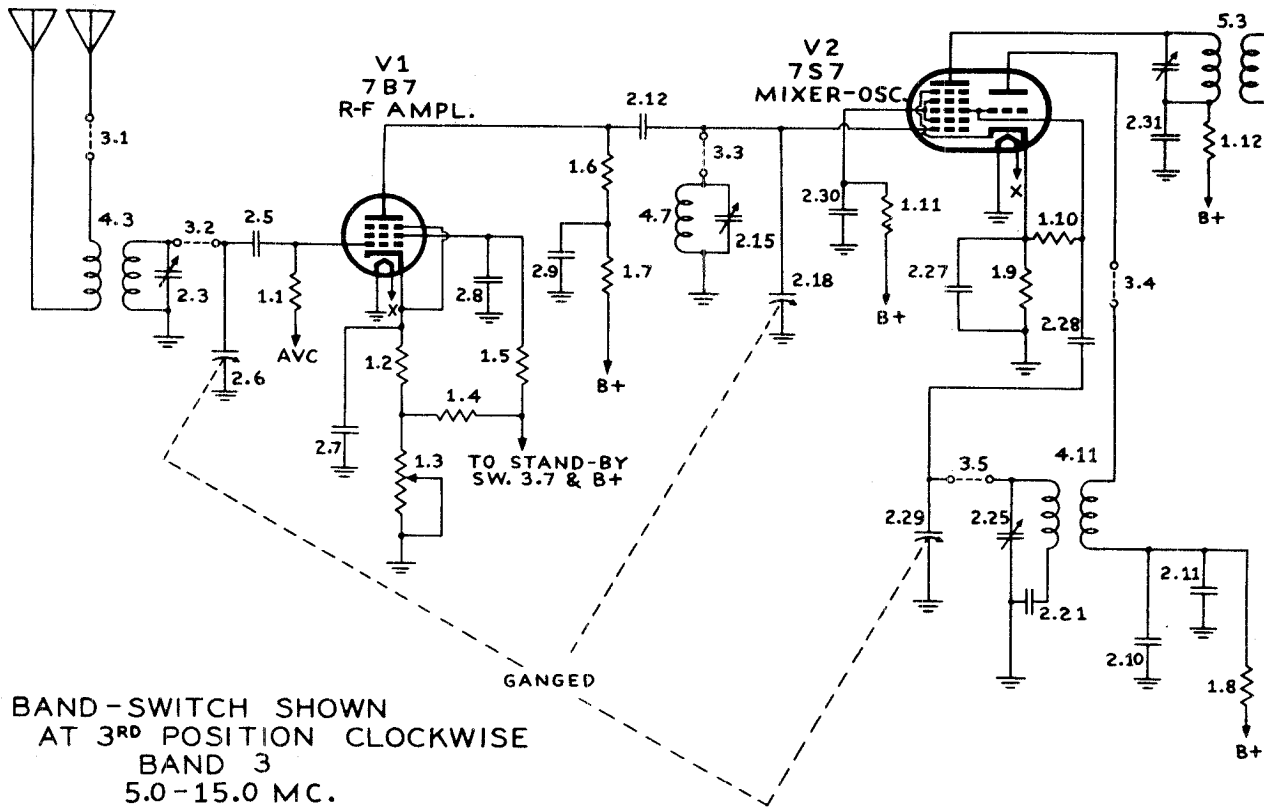 5.3
V2
7S7
MIXER-OSC.
V1
7B7
R-F AMPL.
2.12
3.1
3.3
1.6
2.31
1.12
4.3
3.2
2.5
4.7
2.15
2.30
1.11
1.10
B+
2.3
1.1
2.8
2.9
1.7
2.18
2.27
1.9
3.4
X
X
B+
AVC
2.6
1.2
1.5
B+
2.28
1.4
2.7
1.3
TO STAND-BY
SW. 3.7 & B+
3.5
4.11
2.29
2.25
2.11
2.21
2.10
1.8
GANGED
B+
BAND-SWITCH SHOWN
AT 3RD POSITION CLOCKWISE
BAND 3
5.0-15.0 MC.